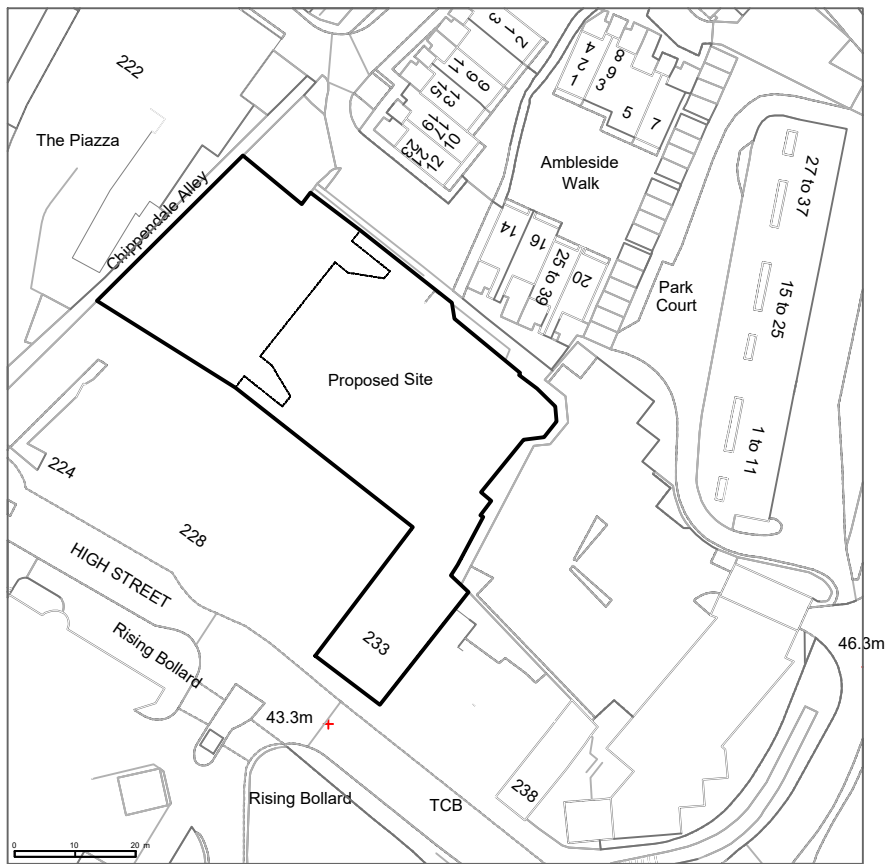 222
The Piazza
Chippendale Alley
1 2
3
9
11
13
15
17
19
10
12
21
23
4
2
1
8
6
3
5
7
Ambleside
Walk
14
16
25 to 39
20
Park
Court
27 to 37
15 to 25
1 to 11
Proposed Site
224
228
HIGH STREET
Rising Bollard
233
43.3m
46.3m
Rising Bollard
TCB
238
0 10 20 m